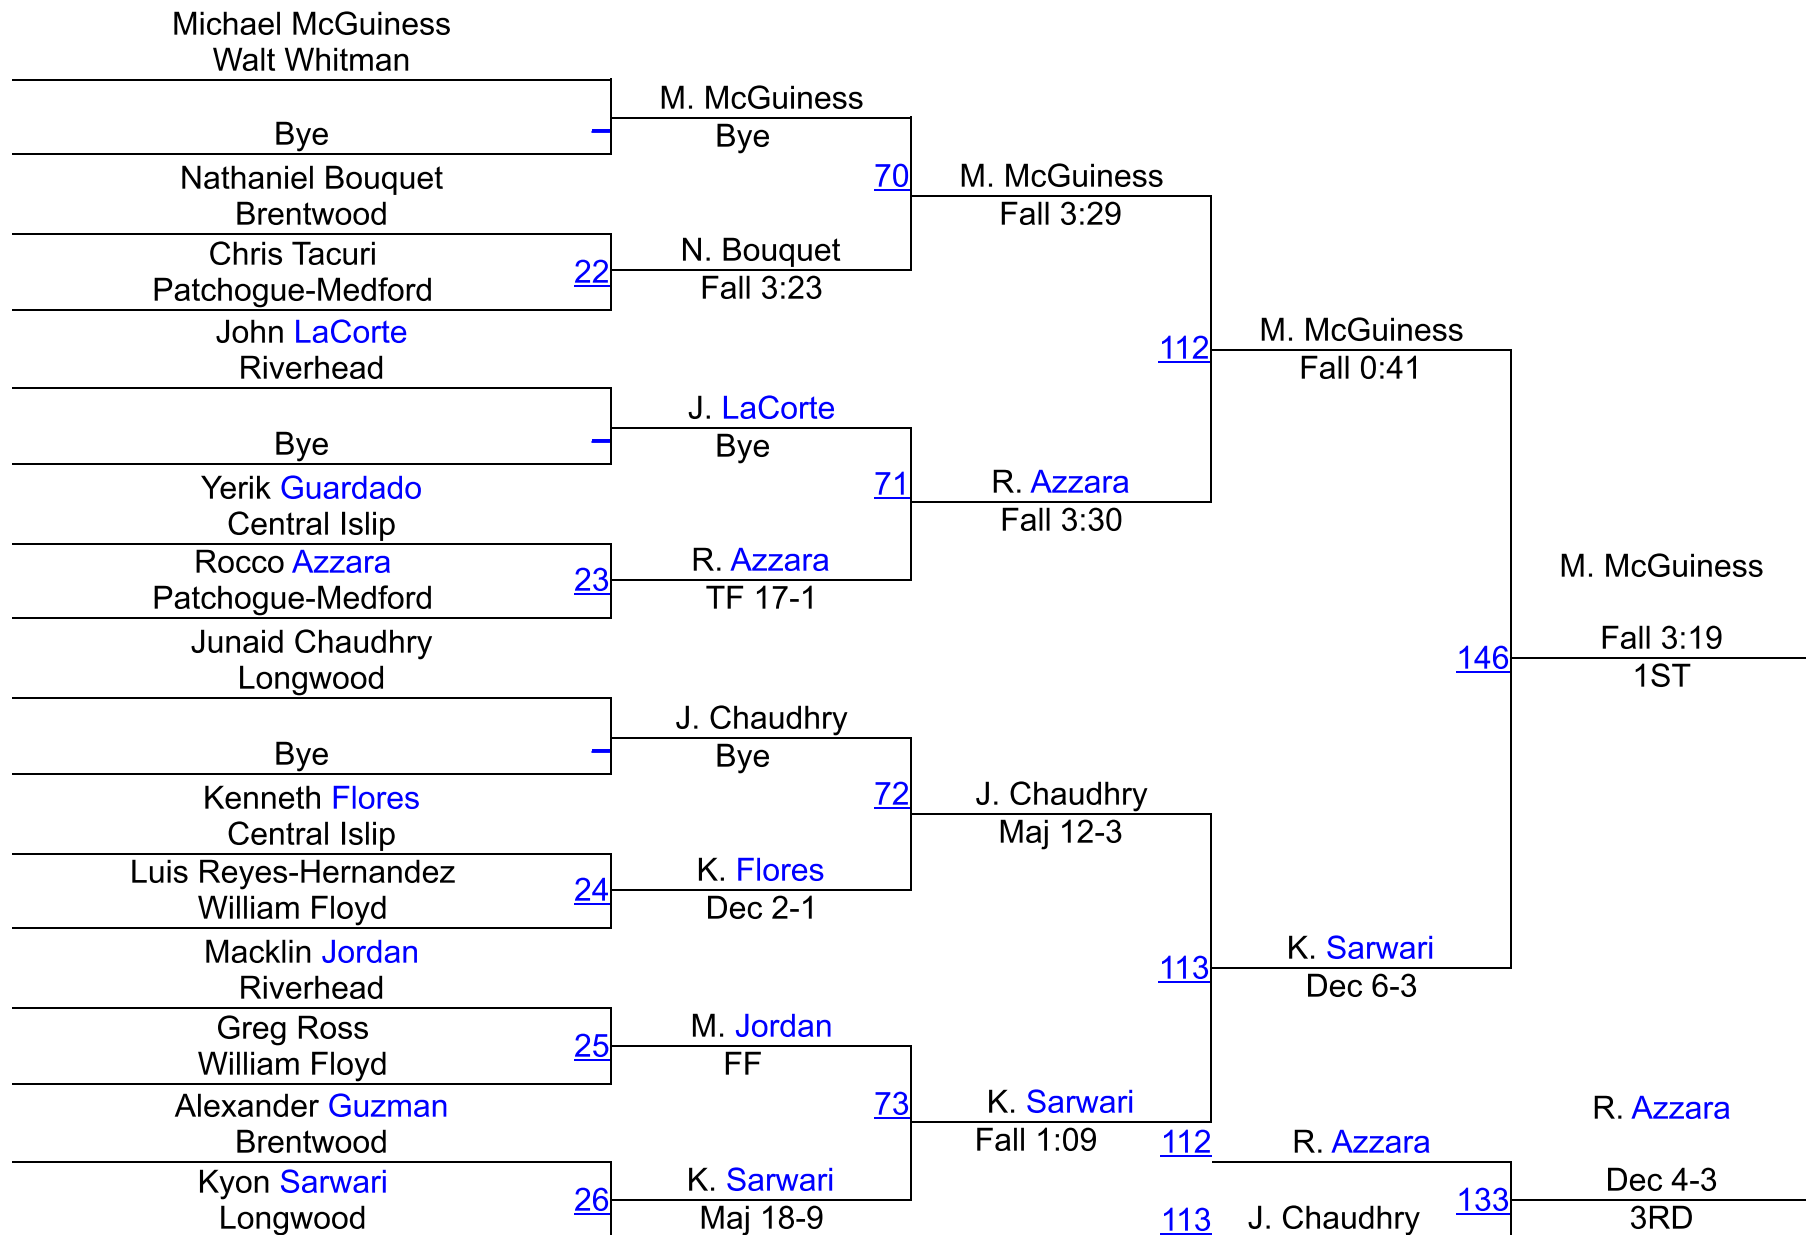 Michael McGuiness
Walt Whitman
Bye
Nathaniel Bouquet
Brentwood
Chris Tacuri
Patchogue-Medford
22
John LaCorte
Riverhead
Bye
Yerik Guardado
Central Islip
Rocco Azzara
Patchogue-Medford
23
Junaid Chaudhry
Longwood
Bye
Kenneth Flores
Central Islip
Luis Reyes-Hernandez
William Floyd
24
Macklin Jordan
Riverhead
Greg Ross
William Floyd
25
Alexander Guzman
Brentwood
Kyon Sarwari
Longwood
26
M. McGuiness
Bye
70
N. Bouquet
Fall 3:23
J. LaCorte
Bye
71
R. Azzara
TF 17-1
J. Chaudhry
Bye
72
K. Flores
Dec 2-1
M. Jordan
FF
73
K. Sarwari
Maj 18-9
M. McGuiness
Fall 3:29
112
R. Azzara
Fall 3:30
J. Chaudhry
Maj 12-3
113
K. Sarwari
Fall 1:09
M. McGuiness
Fall 0:41
146
K. Sarwari
Dec 6-3
M. McGuiness
Fall 3:19
1ST
112
R. Azzara
113
J. Chaudhry
133
R. Azzara
Dec 4-3
3RD